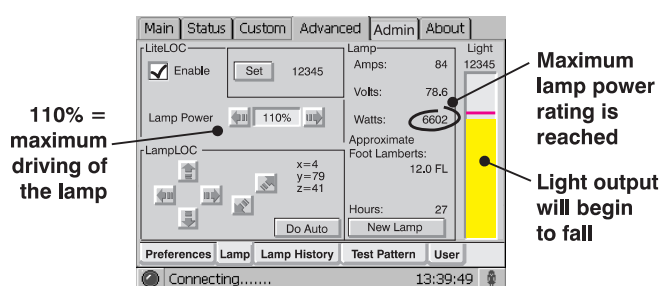 Main Status Custom Advanced Admin About
LiteLOC
Enable Set 12345
Lamp Power 110%
LampLOC
x=4
y=79
z=41
Do Auto
Lamp
Amps: 84
Volts: 78.6
Watts: 6602
Approximate
Foot Lamberts:
12.0 FL
Hours: 27
New Lamp
Light
12345
Preferences Lamp Lamp History Test Pattern User
Connecting....... 13:39:49
110% =
maximum
driving of
the lamp
Maximum
lamp power
rating is
reached
Light output
will begin
to fall